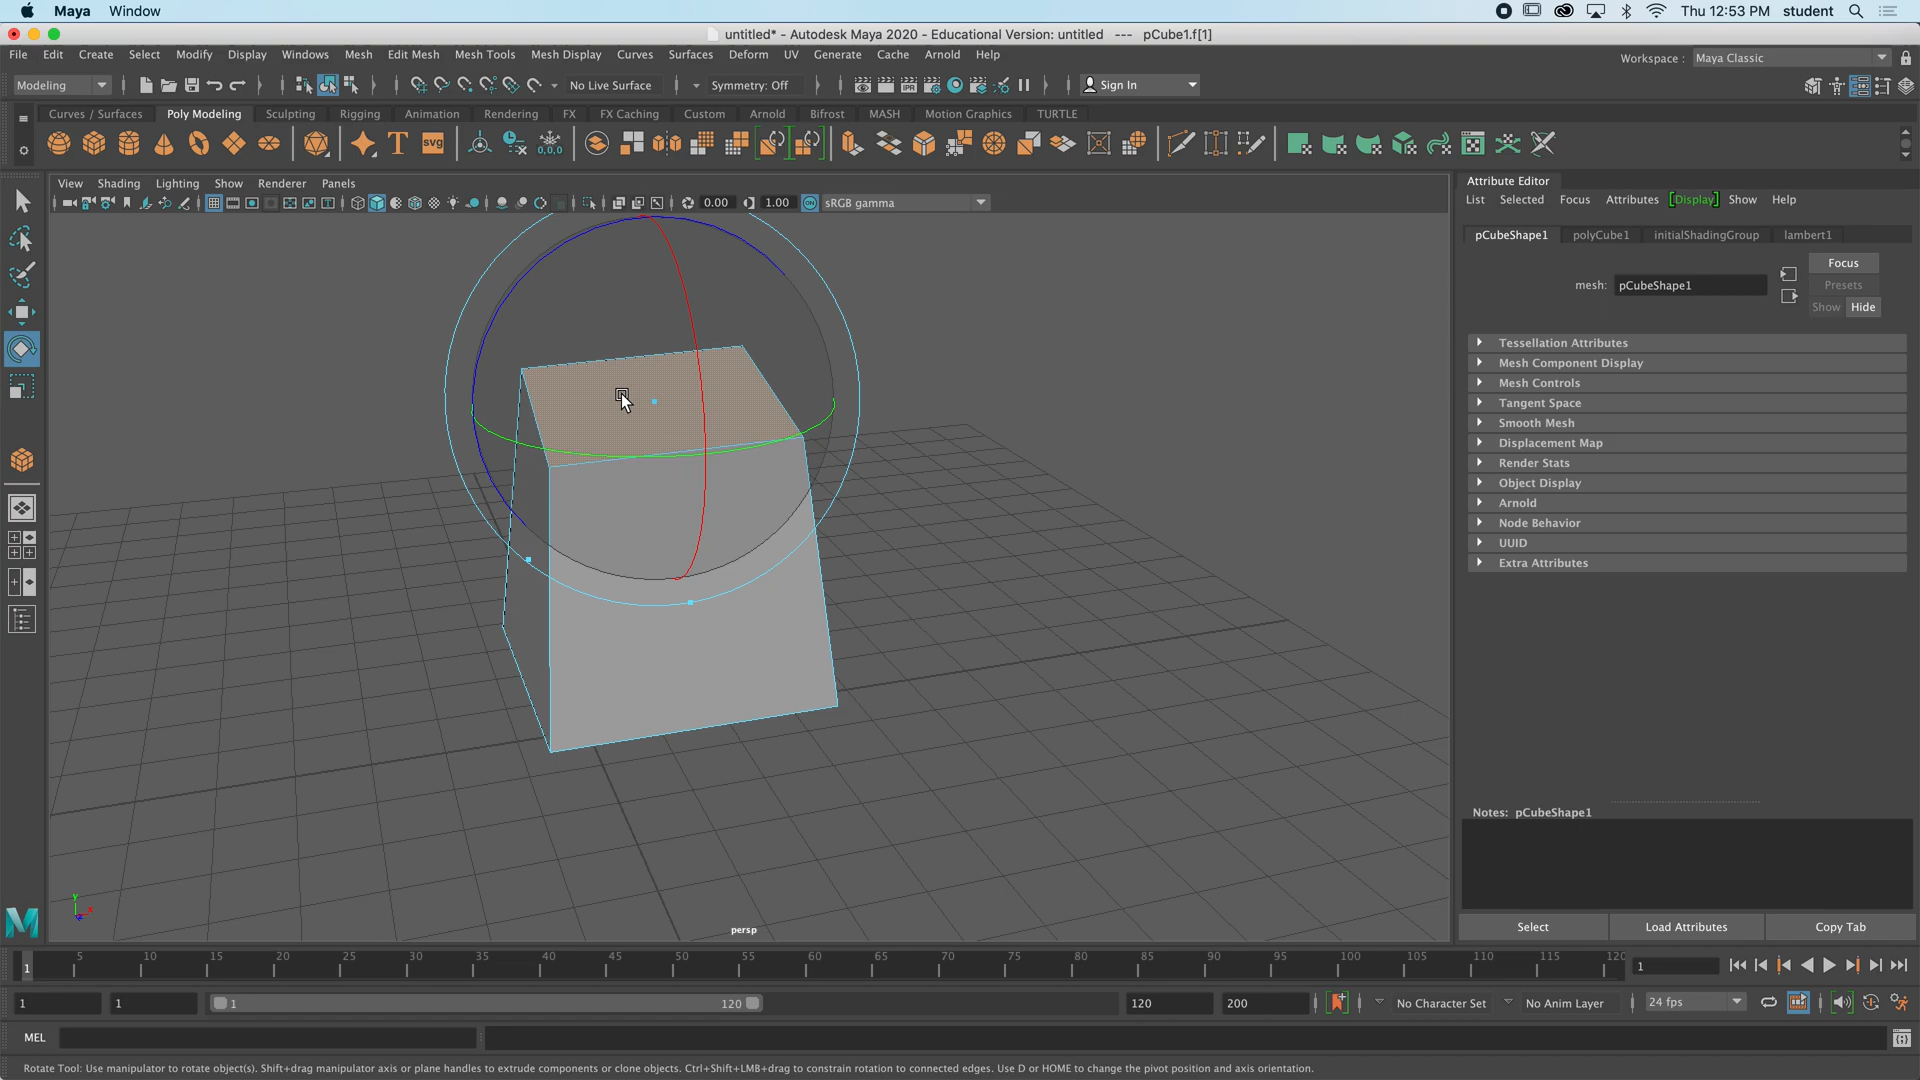 Maya Window Thu 12:53 PM student
untitled* - Autodesk Maya 2020 - Educational Version: untitled --- pCube1.f[1]
File Edit Create Select Modify Display Windows Mesh Edit Mesh Mesh Tools Mesh Display Curves Surfaces Deform UV Generate Cache Arnold Help Workspace : Maya Classic
Modeling No Live Surface Symmetry: Off IPR Sign In
Curves / Surfaces Poly Modeling Sculpting Rigging Animation Rendering FX FX Caching Custom Arnold Bifrost MASH Motion Graphics TURTLE
T SVG 0,0,0
View Shading Lighting Show Renderer Panels
0.00 1.00 ON sRGB gamma
Attribute Editor
List Selected Focus Attributes [Display] Show Help
pCubeShape1 polyCube1 initialShadingGroup lambert1
Focus
mesh: pCubeShape1 Presets
Show Hide
Tessellation Attributes
Mesh Component Display
Mesh Controls
Tangent Space
Smooth Mesh
Displacement Map
Render Stats
Object Display
Arnold
Node Behavior
UUID
Extra Attributes
Notes: pCubeShape1
y x z
persp
Select Load Attributes Copy Tab
1 5 10 15 20 25 30 35 40 45 50 55 60 65 70 75 80 85 90 95 100 105 110 115 120 1
1 1 1 120 120 200 No Character Set No Anim Layer 24 fps
MEL
Rotate Tool: Use manipulator to rotate object(s). Shift+drag manipulator axis or plane handles to extrude components or clone objects. Ctrl+Shift+LMB+drag to constrain rotation to connected edges. Use D or HOME to change the pivot position and axis orientation.